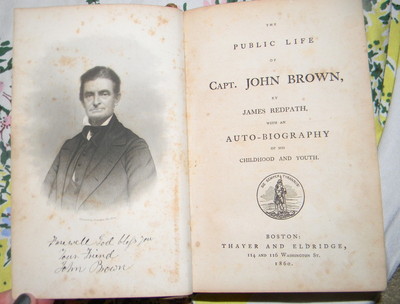 Farewell, God bless you
Your Friend
John Brown
THE
PUBLIC LIFE
OF
CAPT. JOHN BROWN,
BY
JAMES REDPATH,
WITH AN
AUTO-BIOGRAPHY
OF HIS
CHILDHOOD AND YOUTH.
BOSTON:
THAYER AND ELDRIDGE,
114 AND 116 WASHINGTON ST.
1860.